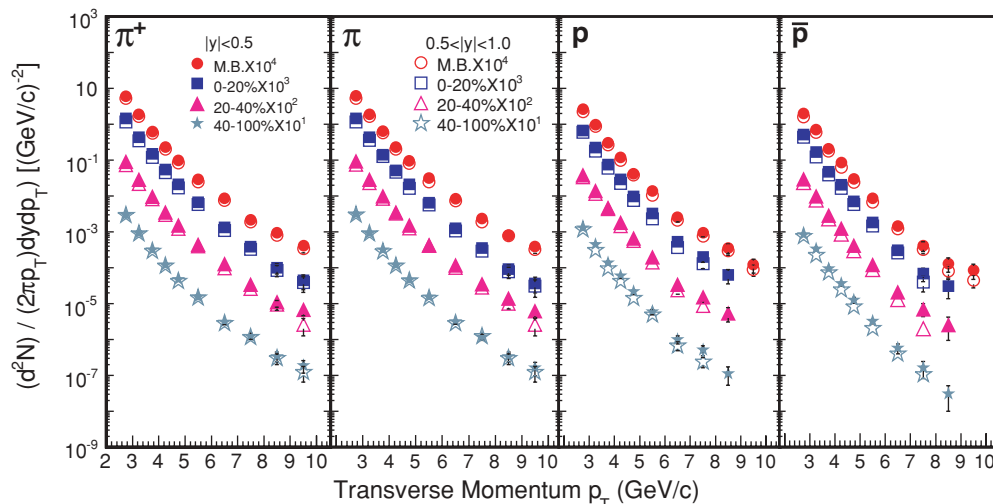 (d²N) / (2πp_T)dydp_T) [(GeV/c)⁻²]
10³
10
10⁻¹
10⁻³
10⁻⁵
10⁻⁷
10⁻⁹
π⁺
|y|<0.5
M.B.X10⁴
0-20%X10³
20-40%X10²
40-100%X10¹
π
0.5<|y|<1.0
M.B.X10⁴
0-20%X10³
20-40%X10²
40-100%X10¹
p
p̅
2 3 4 5 6 7 8 9 10
3 4 5 6 7 8 9 10
3 4 5 6 7 8 9 10
3 4 5 6 7 8 9 10
Transverse Momentum p_T (GeV/c)